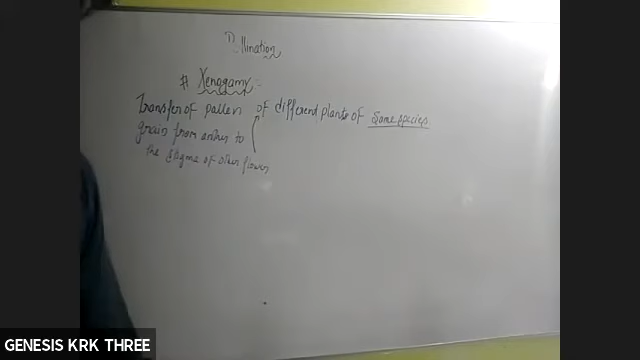 Pollination
# Xenogamy :-
Transfer of pollen of different plants of Same species.
grain from anther to
the stigma of other flower
GENESIS KRK THREE